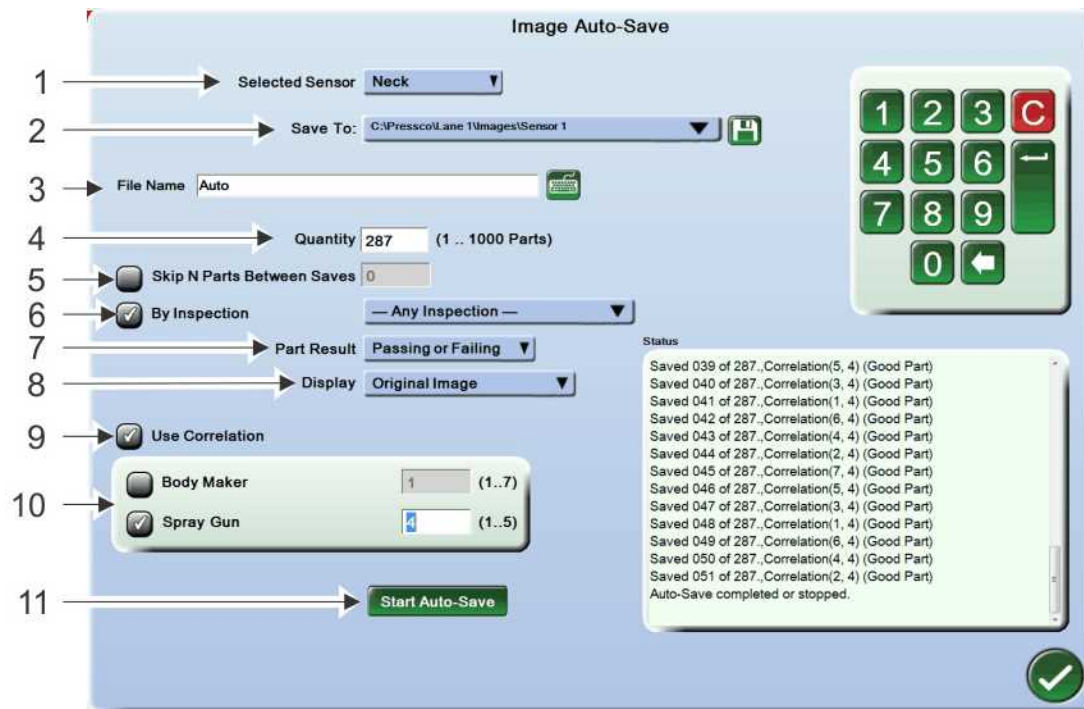 Image Auto-Save
1
Selected Sensor Neck
2
Save To: C:\Pressco\Lane 1\Images\Sensor 1
3
File Name Auto
4
Quantity 287 (1 .. 1000 Parts)
5
Skip N Parts Between Saves 0
6
By Inspection — Any Inspection —
7
Part Result Passing or Failing
8
Display Original Image
9
Use Correlation
10
Body Maker 1 (1..7)
Spray Gun 4 (1..5)
11
Start Auto-Save
1 2 3 C
4 5 6
7 8 9
0
Status
Saved 039 of 287.,Correlation(5, 4) (Good Part)
Saved 040 of 287.,Correlation(3, 4) (Good Part)
Saved 041 of 287.,Correlation(1, 4) (Good Part)
Saved 042 of 287.,Correlation(6, 4) (Good Part)
Saved 043 of 287.,Correlation(4, 4) (Good Part)
Saved 044 of 287.,Correlation(2, 4) (Good Part)
Saved 045 of 287.,Correlation(7, 4) (Good Part)
Saved 046 of 287.,Correlation(5, 4) (Good Part)
Saved 047 of 287.,Correlation(3, 4) (Good Part)
Saved 048 of 287.,Correlation(1, 4) (Good Part)
Saved 049 of 287.,Correlation(6, 4) (Good Part)
Saved 050 of 287.,Correlation(4, 4) (Good Part)
Saved 051 of 287.,Correlation(2, 4) (Good Part)
Auto-Save completed or stopped.